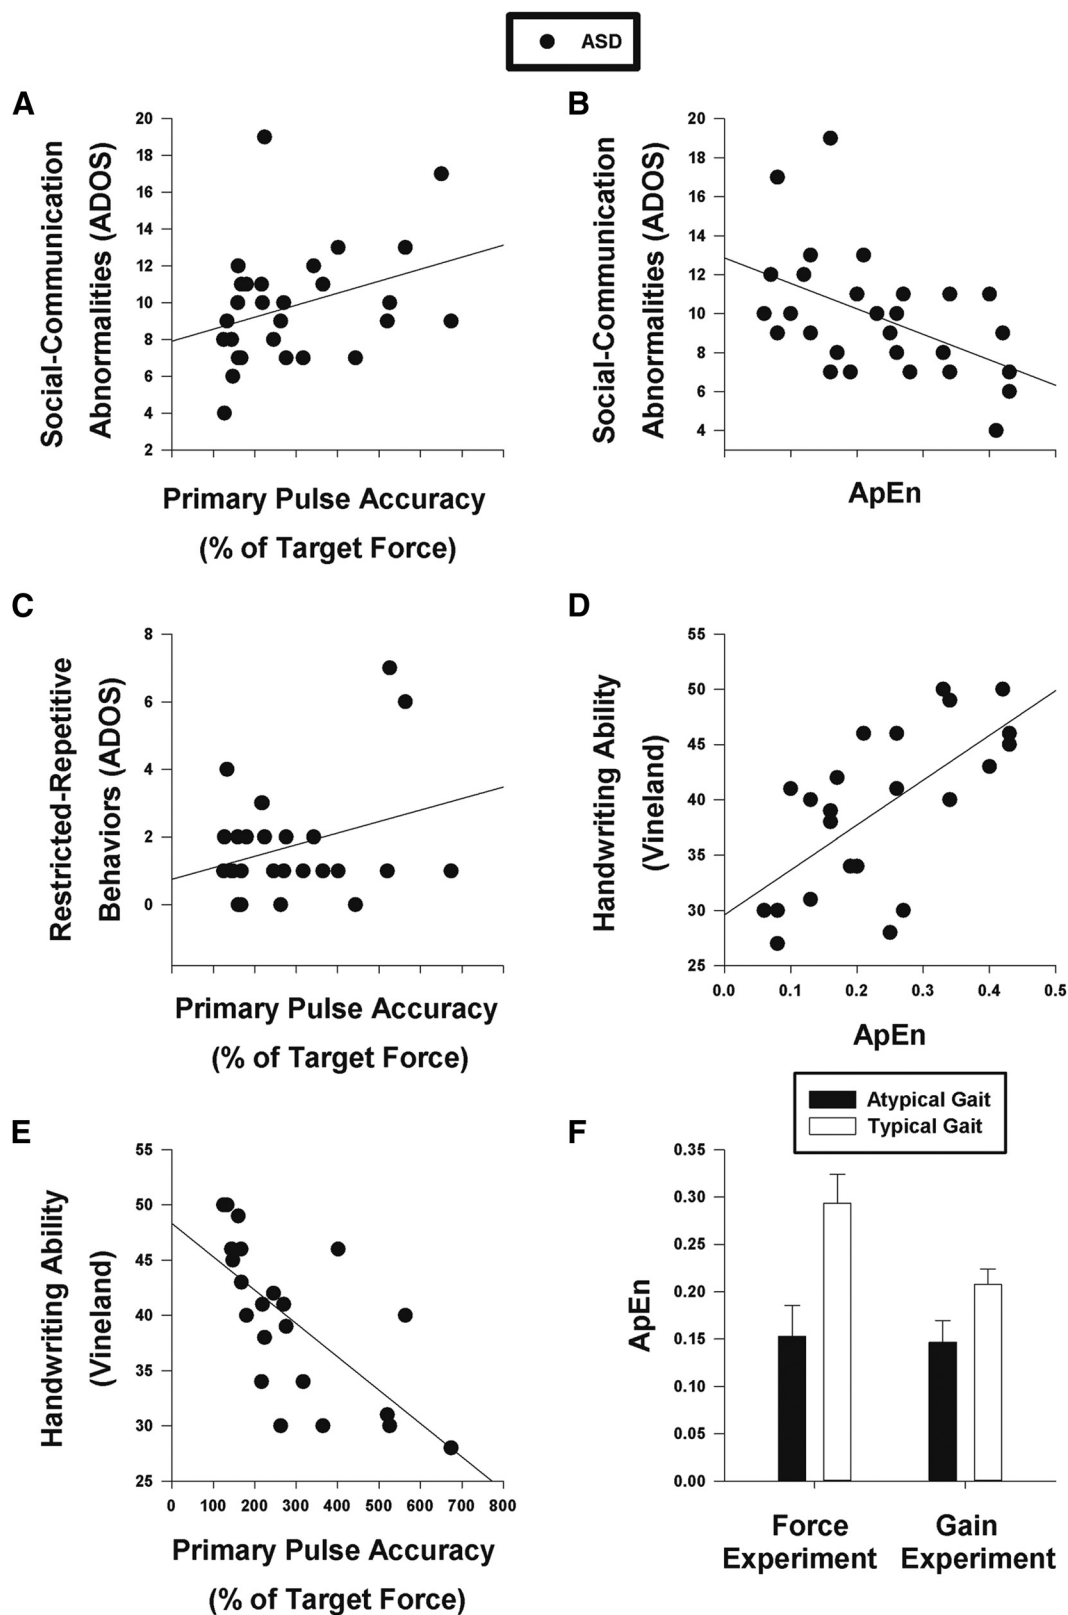 ASD
A
Social-Communication
Abnormalities (ADOS)
20
18
16
14
12
10
8
6
4
2
Primary Pulse Accuracy
(% of Target Force)
B
Social-Communication
Abnormalities (ADOS)
20
18
16
14
12
10
8
6
4
ApEn
C
Restricted-Repetitive
Behaviors (ADOS)
8
6
4
2
0
Primary Pulse Accuracy
(% of Target Force)
D
Handwriting Ability
(Vineland)
55
50
45
40
35
30
25
0.0 0.1 0.2 0.3 0.4 0.5
ApEn
E
Handwriting Ability
(Vineland)
55
50
45
40
35
30
25
0 100 200 300 400 500 600 700 800
Primary Pulse Accuracy
(% of Target Force)
F
Atypical Gait
Typical Gait
ApEn
0.35
0.30
0.25
0.20
0.15
0.10
0.05
0.00
Force
Experiment
Gain
Experiment